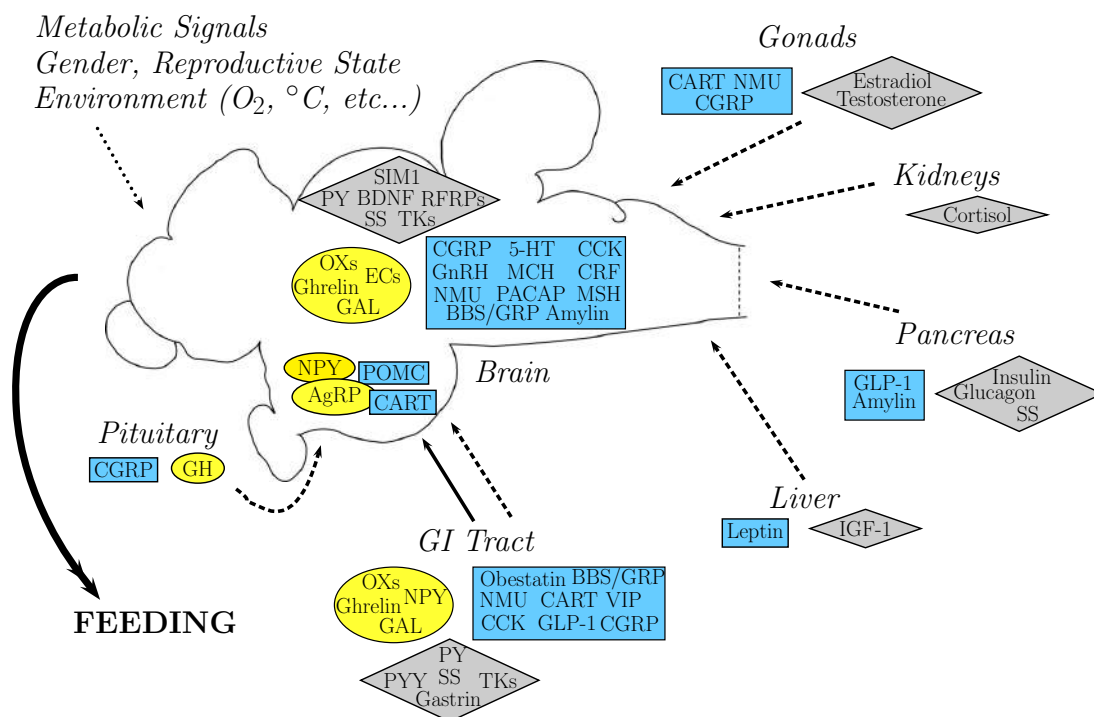 Metabolic Signals
Gender, Reproductive State
Environment (O₂, °C, etc...)
Gonads
CART NMU
CGRP
Estradiol
Testosterone
Kidneys
Cortisol
SIM1
PY BDNF RFRPs
SS TKs
OXs
ECs
Ghrelin
GAL
CGRP 5-HT CCK
GnRH MCH CRF
NMU PACAP MSH
BBS/GRP Amylin
Pancreas
GLP-1
Amylin
Insulin
Glucagon
SS
NPY
POMC
AgRP
CART
Brain
Pituitary
CGRP
GH
Liver
Leptin
IGF-1
GI Tract
OXs
NPY
Ghrelin
GAL
Obestatin BBS/GRP
NMU CART VIP
CCK GLP-1 CGRP
FEEDING
PY
PYY SS TKs
Gastrin